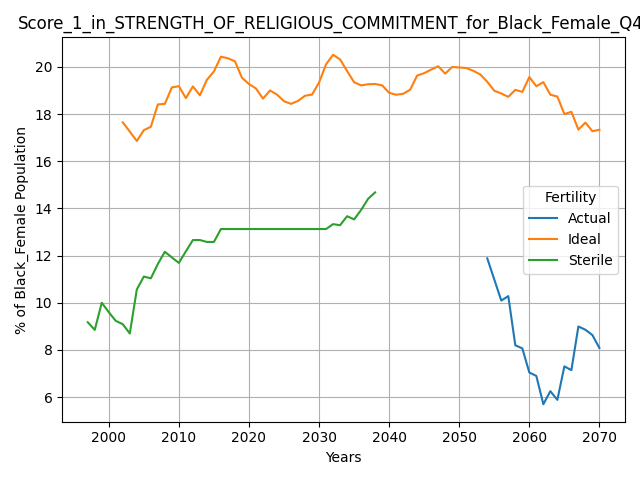 Score_1_in_STRENGTH_OF_RELIGIOUS_COMMITMENT_for_Black_Female_Q4
% of Black_Female Population
20
18
16
14
12
10
8
6
Fertility
Actual
Ideal
Sterile
2000 2010 2020 2030 2040 2050 2060 2070
Years